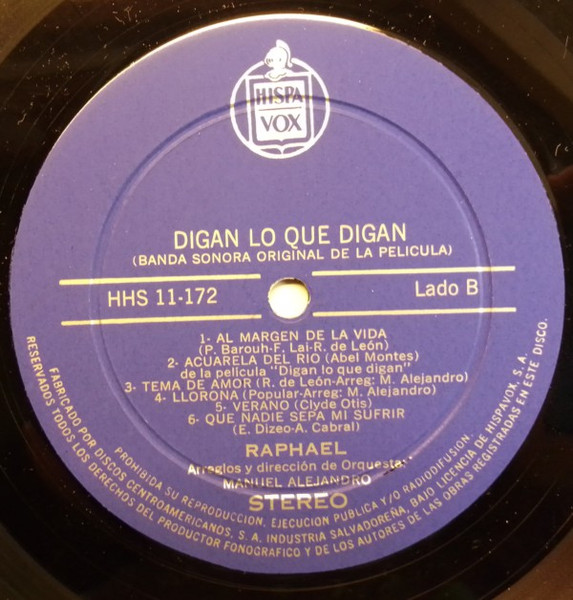 HISPA
VOX
DIGAN LO QUE DIGAN
(BANDA SONORA ORIGINAL DE LA PELICULA)
HHS 11-172
Lado B
1- AL MARGEN DE LA VIDA
(P. Barouh-F. Lai-R. de León)
2- ACUARELA DEL RIO (Abel Montes)
de la pelicula "Digan lo que digan"
3- TEMA DE AMOR (R. de León-Arreg: M. Alejandro)
4- LLORONA (Popular-Arreg: M. Alejandro)
5- VERANO (Clyde Otis)
6- QUE NADIE SEPA MI SUFRIR
(E. Dizeo-A. Cabral)
RAPHAEL
Arreglos y dirección de Orquesta:
MANUEL ALEJANDRO
STEREO
PROHIBIDA SU REPRODUCCION, EJECUCION PUBLICA Y/O RADIODIFUSION
FABRICADO POR DISCOS CENTROAMERICANOS, S. A. INDUSTRIA SALVADOREÑA, BAJO LICENCIA DE HISPAVOX, S. A.
RESERVADOS TODOS LOS DERECHOS DEL PRODUCTOR FONOGRAFICO Y DE LOS AUTORES DE LAS OBRAS REGISTRADAS EN ESTE DISCO.